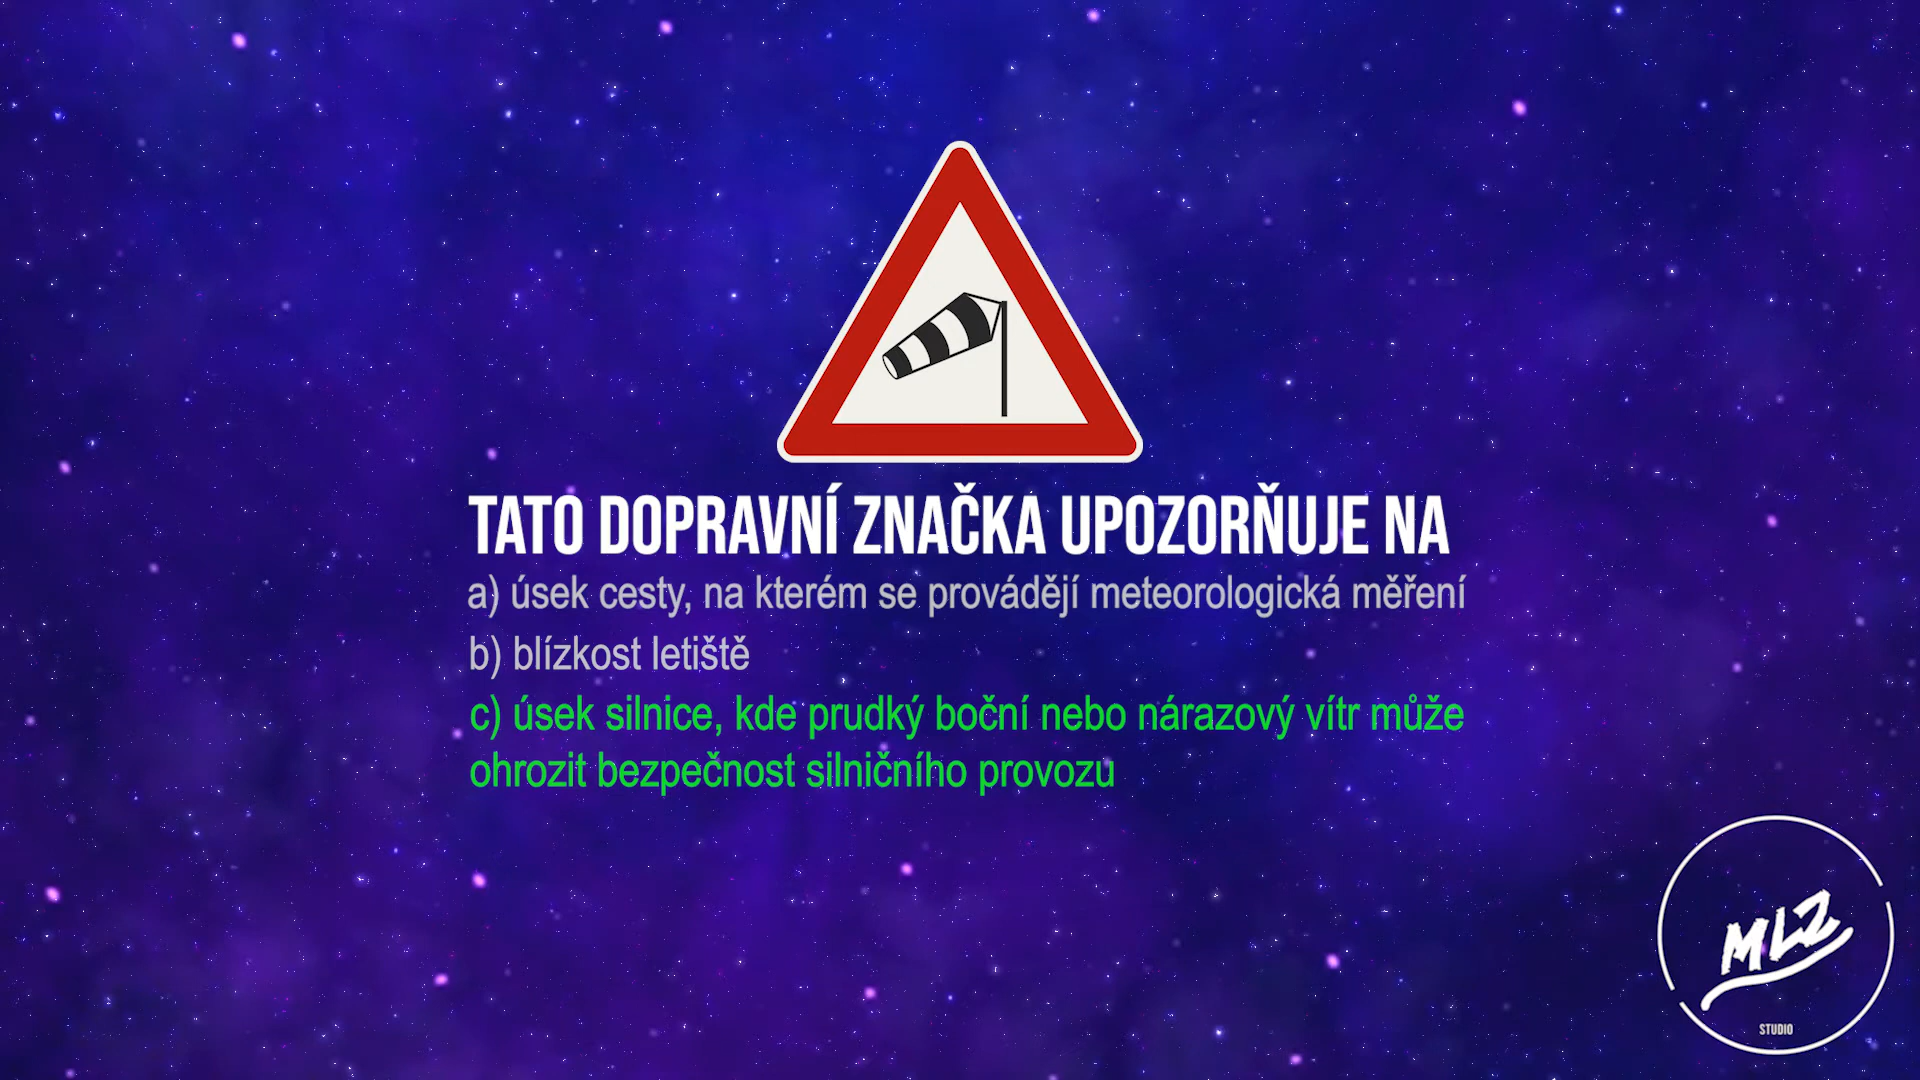 TATO DOPRAVNÍ ZNAČKA UPOZORŇUJE NA
a) úsek cesty, na kterém se provádějí meteorologická měření
b) blízkost letiště
c) úsek silnice, kde prudký boční nebo nárazový vítr může
ohrozit bezpečnost silničního provozu
MLZ
STUDIO